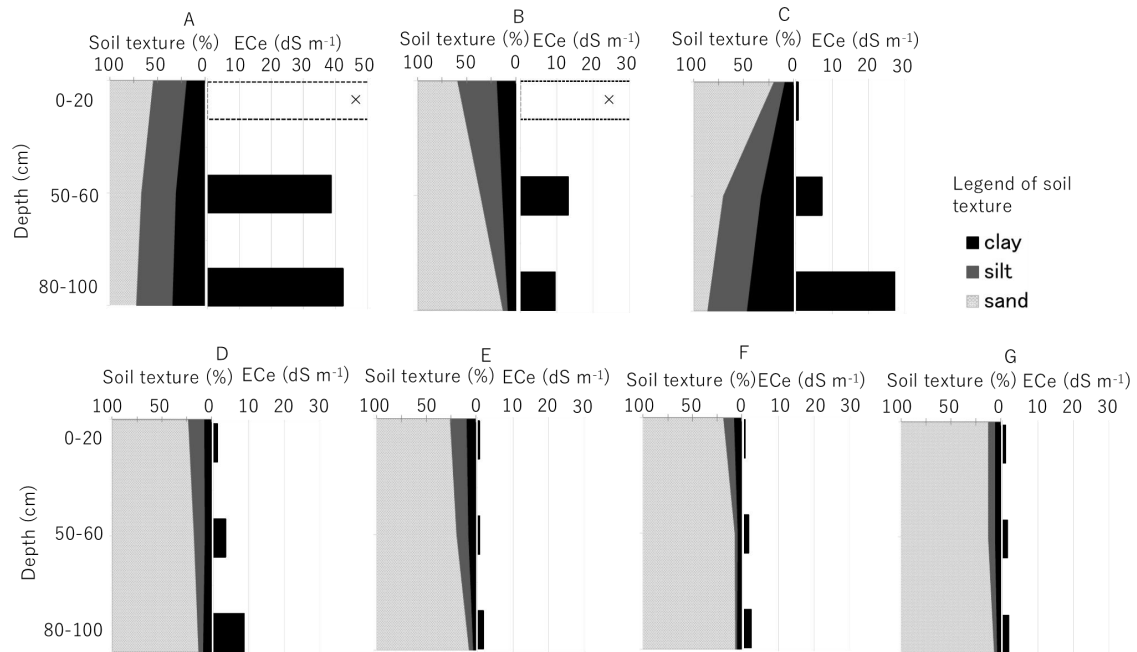 A
B
C
Soil texture (%) ECe (dS m⁻¹)
Soil texture (%) ECe (dS m⁻¹)
Soil texture (%) ECe (dS m⁻¹)
100 50 0 10 20 30 40 50
100 50 0 10 20 30
100 50 0 10 20 30
0-20
50-60
80-100
Depth (cm)
×
×
Legend of soil
texture
clay
silt
sand
D
E
F
G
Soil texture (%) ECe (dS m⁻¹)
Soil texture (%) ECe (dS m⁻¹)
Soil texture (%)ECe (dS m⁻¹)
Soil texture (%) ECe (dS m⁻¹)
100 50 0 10 20 30
100 50 0 10 20 30
100 50 0 10 20 30
100 50 0 10 20 30
0-20
50-60
80-100
Depth (cm)